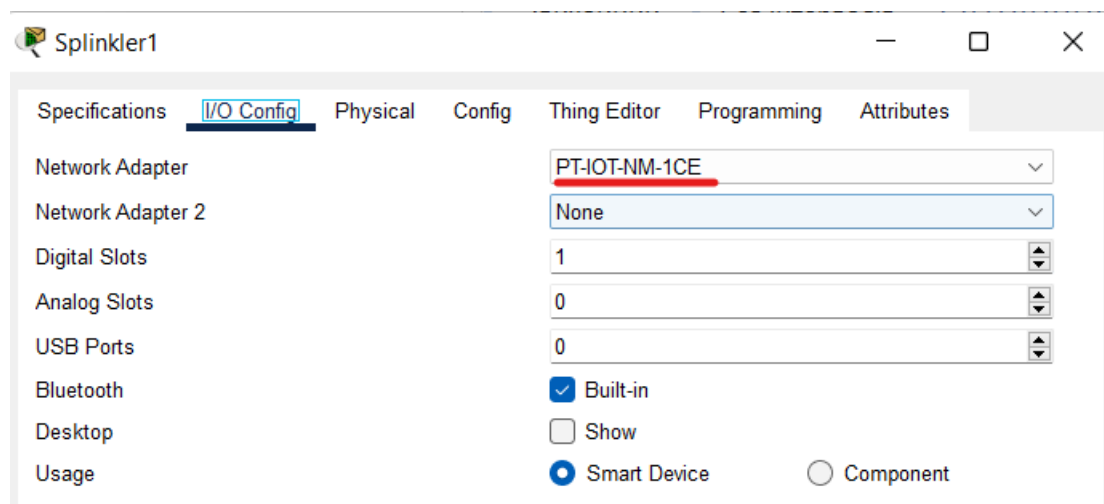 Splinkler1
Specifications I/O Config Physical Config Thing Editor Programming Attributes
Network Adapter PT-IOT-NM-1CE
Network Adapter 2 None
Digital Slots 1
Analog Slots 0
USB Ports 0
Bluetooth Built-in
Desktop Show
Usage Smart Device Component